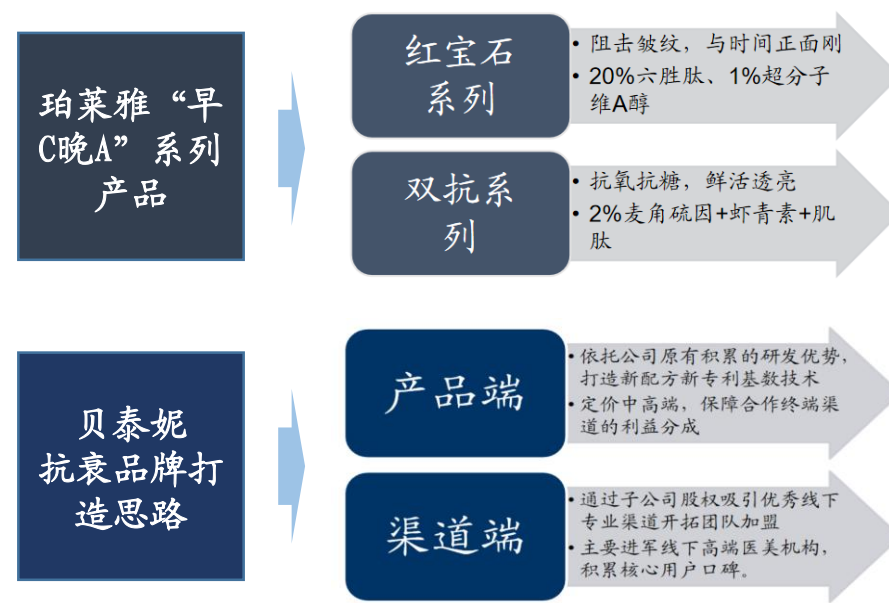 珀莱雅“早
C晚A”系列
产品
红宝石
系列
• 阻击皱纹，与时间正面刚
• 20%六胜肽、1%超分子
维A醇
双抗系
列
• 抗氧抗糖，鲜活透亮
• 2%麦角硫因+虾青素+肌
肽
贝泰妮
抗衰品牌打
造思路
产品端
• 依托公司原有积累的研发优势，
打造新配方新专利基数技术
• 定价中高端，保障合作终端渠
道的利益分成
渠道端
• 通过子公司股权吸引优秀线下
专业渠道开拓团队加盟
• 主要进军线下高端医美机构，
积累核心用户口碑。